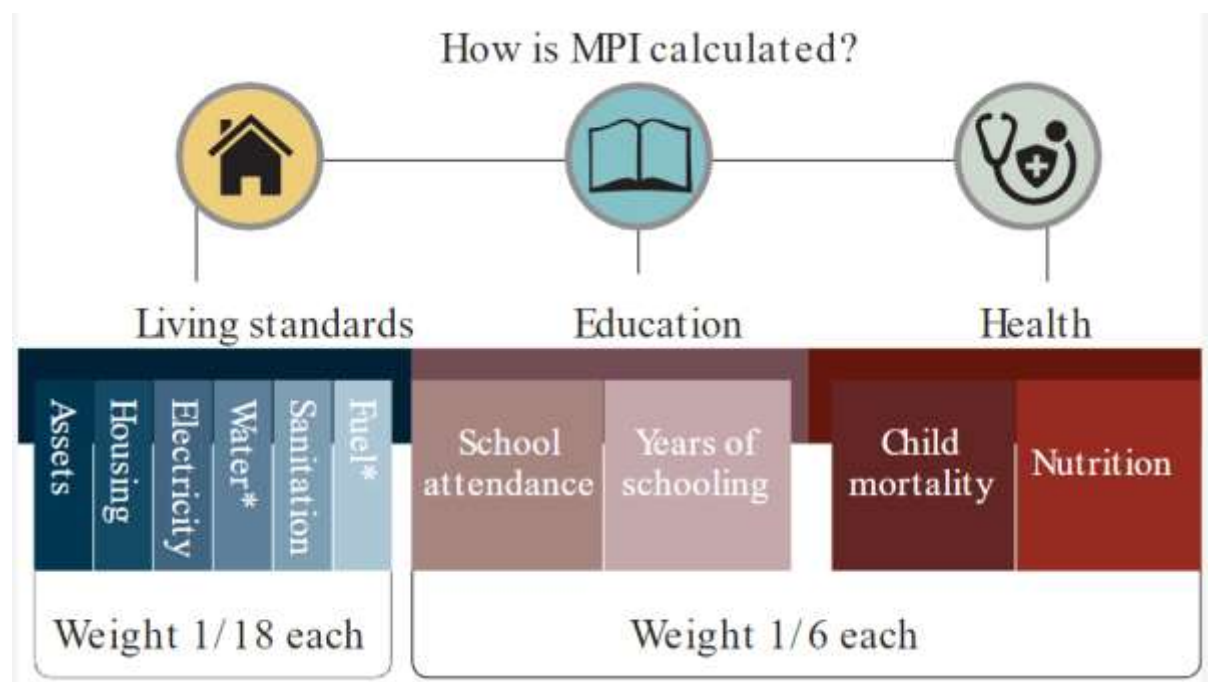 How is MPI calculated?
Living standards
Education
Health
Assets
Housing
Electricity
Water*
Sanitation
Fuel*
School
attendance
Years of
schooling
Child
mortality
Nutrition
Weight 1/18 each
Weight 1/6 each